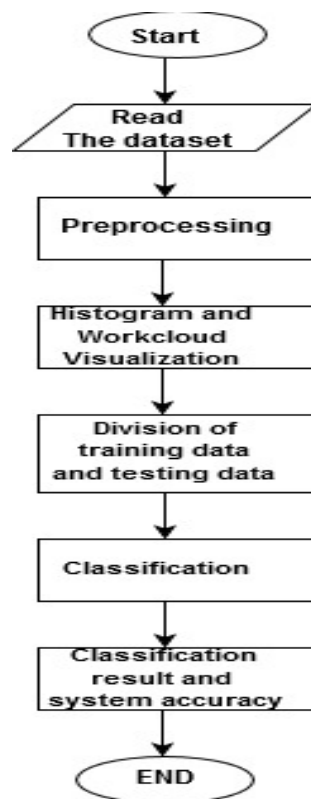 Start
Read
The dataset
Preprocessing
Histogram and
Workcloud
Visualization
Division of
training data
and testing data
Classification
Classification
result and
system accuracy
END